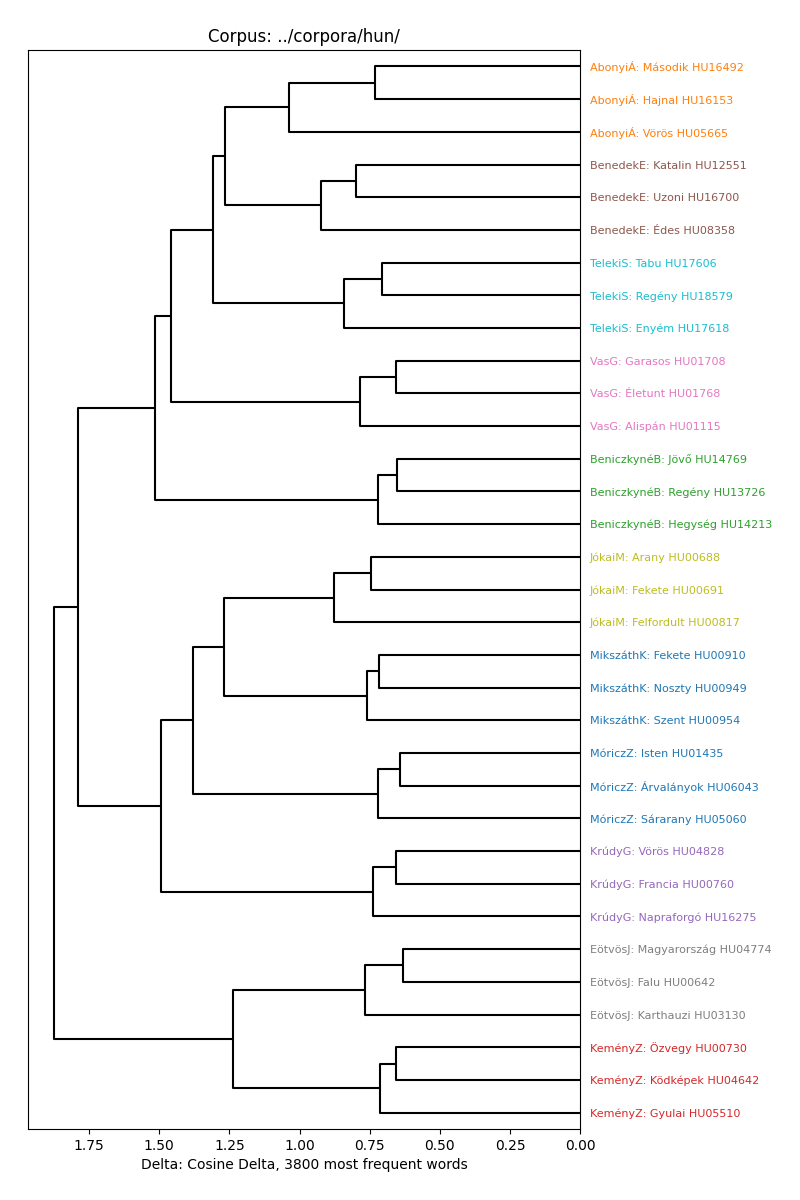 Corpus: ../corpora/hun/
AbonyiÁ: Második HU16492
AbonyiÁ: Hajnal HU16153
AbonyiÁ: Vörös HU05665
BenedekE: Katalin HU12551
BenedekE: Uzoni HU16700
BenedekE: Édes HU08358
TelekiS: Tabu HU17606
TelekiS: Regény HU18579
TelekiS: Enyém HU17618
VasG: Garasos HU01708
VasG: Életunt HU01768
VasG: Alispán HU01115
BeniczkynéB: Jövő HU14769
BeniczkynéB: Regény HU13726
BeniczkynéB: Hegység HU14213
JókaiM: Arany HU00688
JókaiM: Fekete HU00691
JókaiM: Felfordult HU00817
MikszáthK: Fekete HU00910
MikszáthK: Noszty HU00949
MikszáthK: Szent HU00954
MóriczZ: Isten HU01435
MóriczZ: Árvalányok HU06043
MóriczZ: Sárarany HU05060
KrúdyG: Vörös HU04828
KrúdyG: Francia HU00760
KrúdyG: Napraforgó HU16275
EötvösJ: Magyarország HU04774
EötvösJ: Falu HU00642
EötvösJ: Karthauzi HU03130
KeményZ: Özvegy HU00730
KeményZ: Ködképek HU04642
KeményZ: Gyulai HU05510
1.75 1.50 1.25 1.00 0.75 0.50 0.25 0.00
Delta: Cosine Delta, 3800 most frequent words